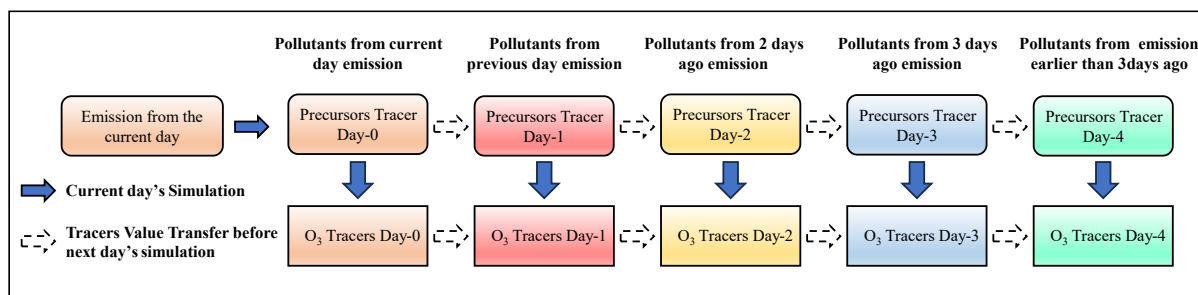 Pollutants from current
day emission
Pollutants from
previous day emission
Pollutants from 2 days
ago emission
Pollutants from 3 days
ago emission
Pollutants from emission
earlier than 3days ago
Emission from the
current day
Precursors Tracer
Day-0
Precursors Tracer
Day-1
Precursors Tracer
Day-2
Precursors Tracer
Day-3
Precursors Tracer
Day-4
Current day's Simulation
Tracers Value Transfer before
next day's simulation
O₃ Tracers Day-0
O₃ Tracers Day-1
O₃ Tracers Day-2
O₃ Tracers Day-3
O₃ Tracers Day-4